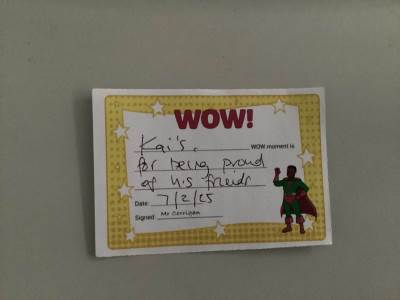 WOW!
Kai's. WOW moment is
for being proud
of his friends
Date: 7/2/25
Signed: Mr Corrigan